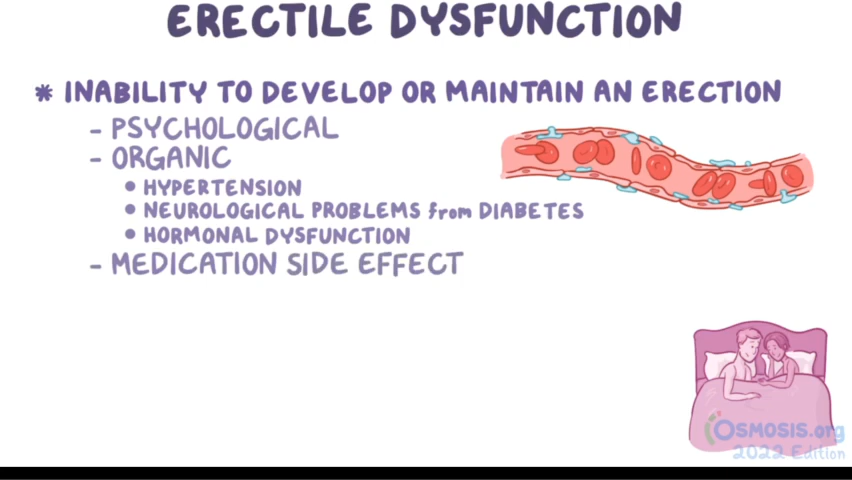 ERECTILE DYSFUNCTION
* INABILITY TO DEVELOP OR MAINTAIN AN ERECTION
- PSYCHOLOGICAL
- ORGANIC
• HYPERTENSION
• NEUROLOGICAL PROBLEMS from DIABETES
• HORMONAL DYSFUNCTION
- MEDICATION SIDE EFFECT
OSMOSIS.org
2022 Edition